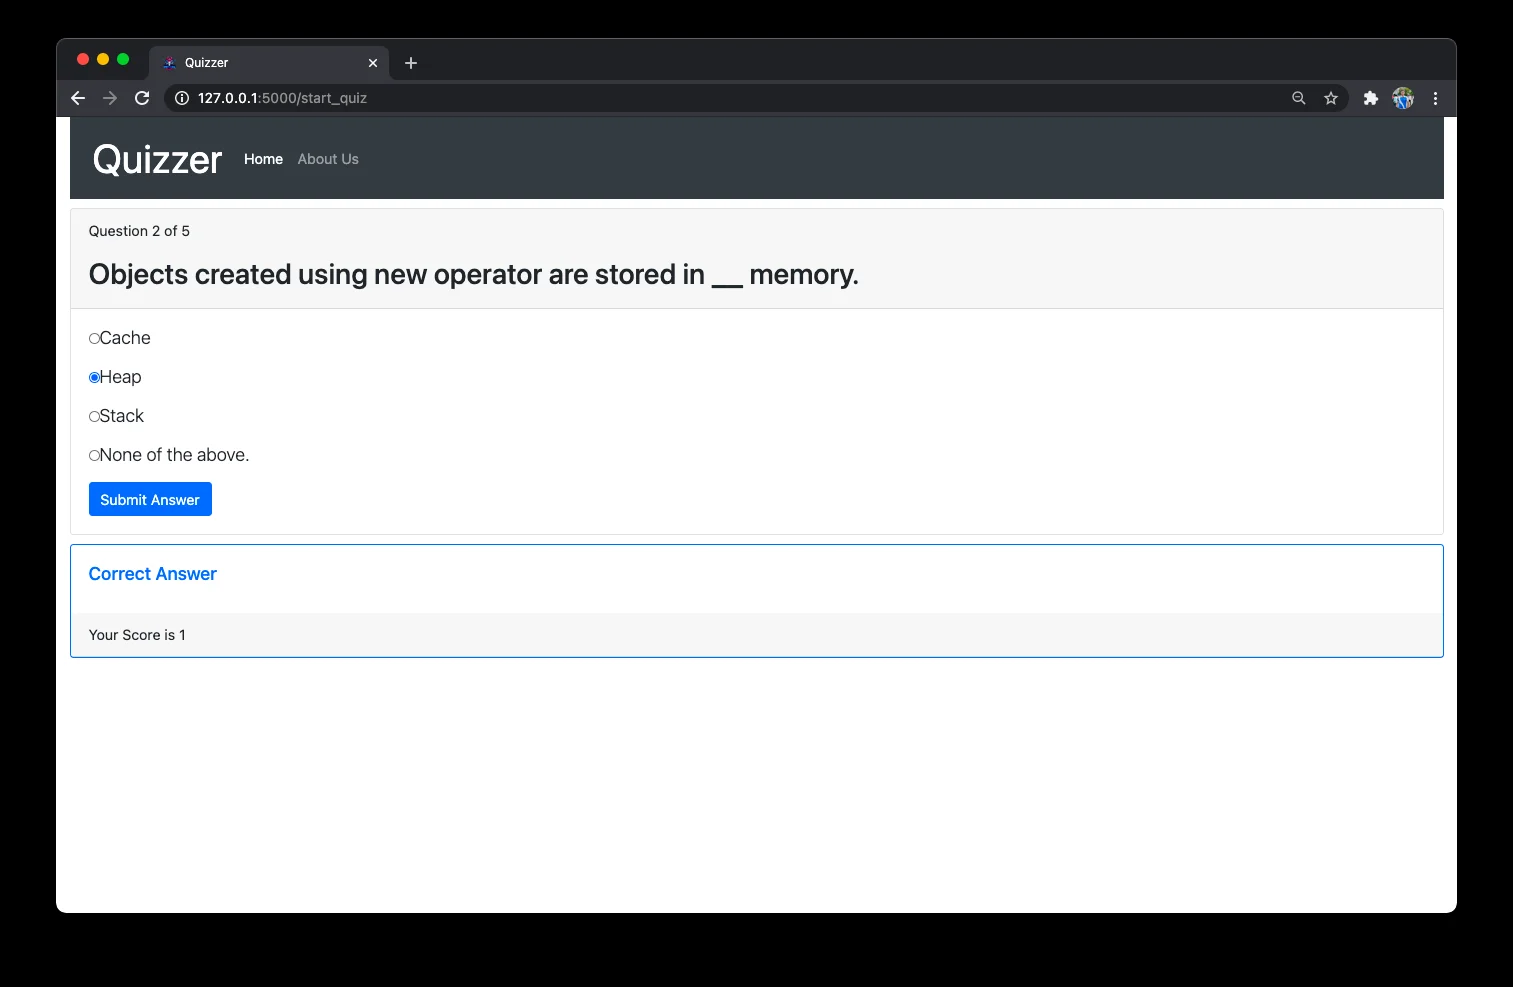 Quizzer
127.0.0.1:5000/start_quiz
Quizzer Home About Us
Question 2 of 5
Objects created using new operator are stored in __ memory.
Cache
Heap
Stack
None of the above.
Submit Answer
Correct Answer
Your Score is 1